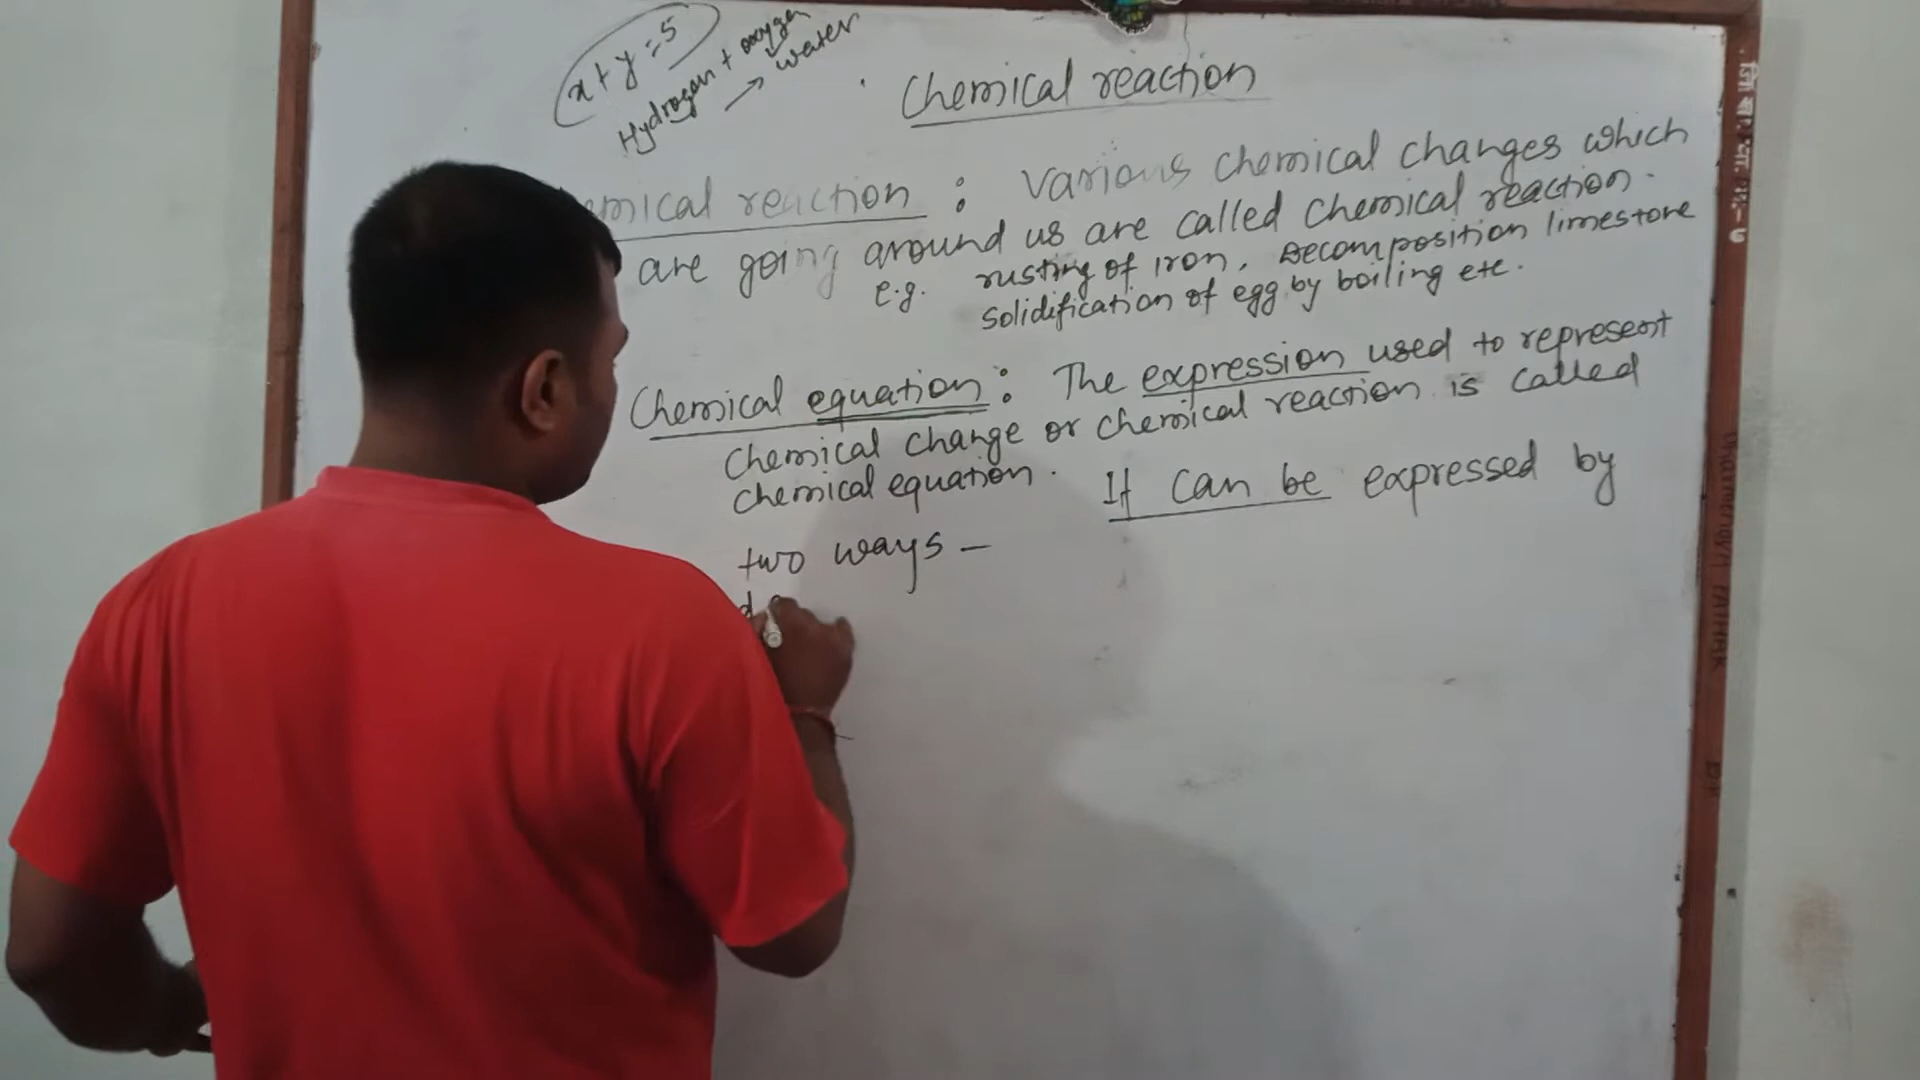 x + y = 5
Hydrogen + oxygen
→ water
Chemical reaction
emical reaction : Various chemical changes which
are going around us are called chemical reaction.
e.g. rusting of iron, Decomposition limestone
solidification of egg by boiling etc.
Chemical equation : The expression used to represent
chemical change or chemical reaction is called
chemical equation. It can be expressed by
two ways –